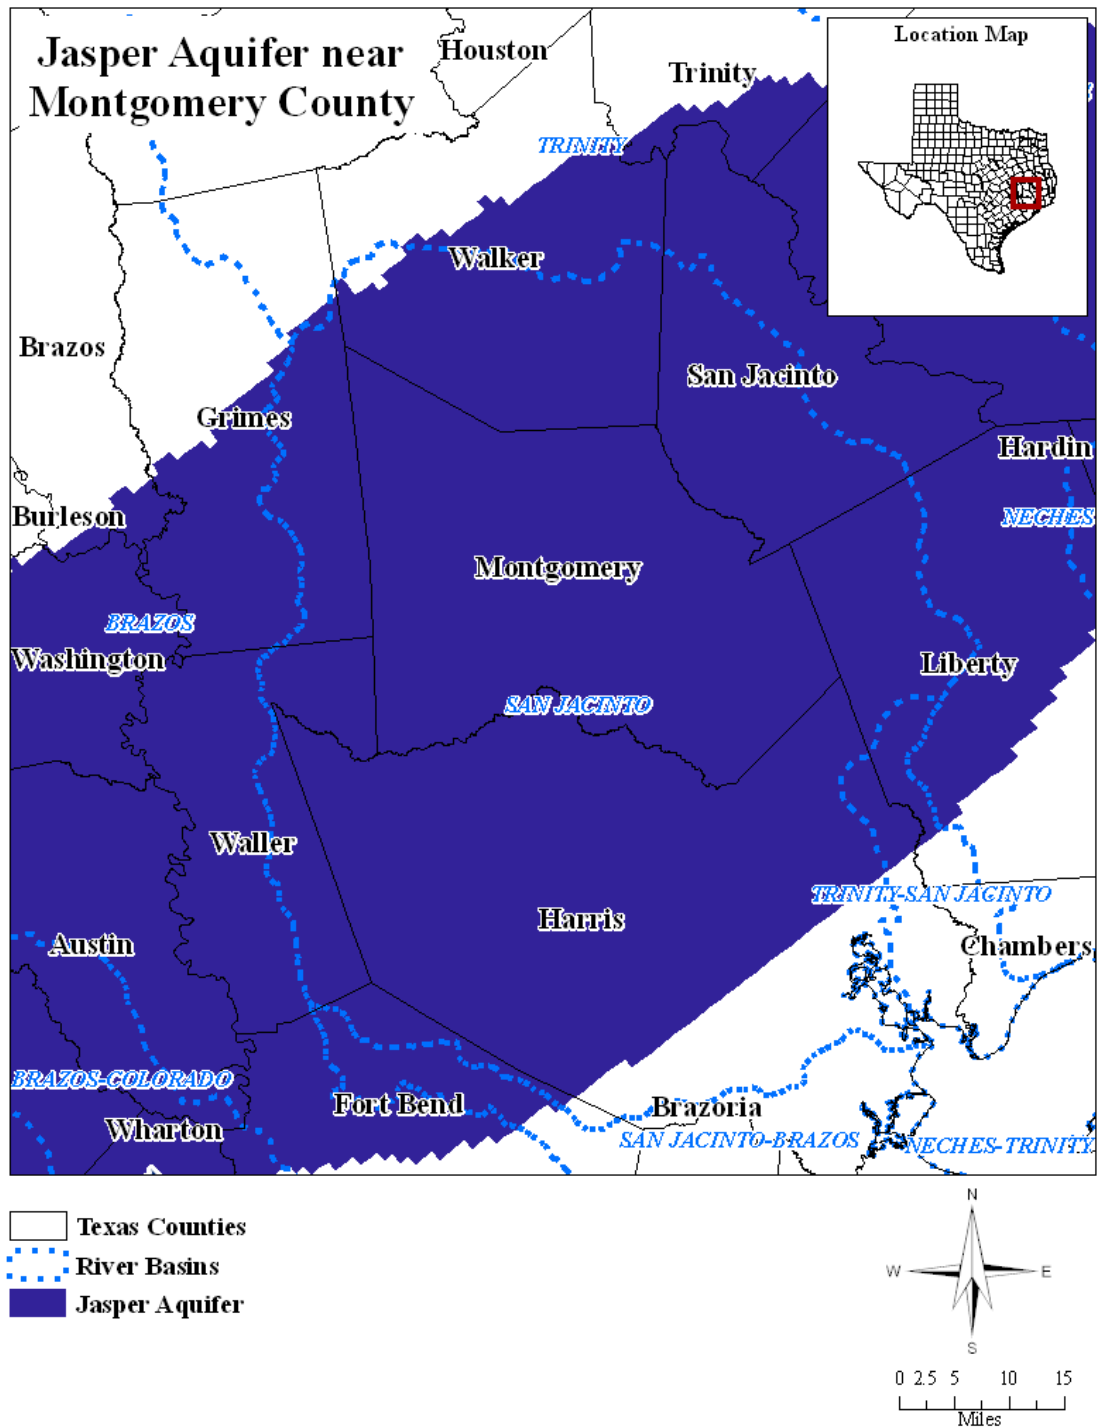 Jasper Aquifer near
Montgomery County
Houston
Trinity
Location Map
TRINITY
Walker
Brazos
San Jacinto
Grimes
Hardin
Burleson
NECHES
Montgomery
BRAZOS
Washington
Liberty
SAN JACINTO
Waller
TRINITY-SAN JACINTO
Harris
Austin
Chambers
BRAZOS-COLORADO
Fort Bend
Brazoria
Wharton
SAN JACINTO-BRAZOS
NECHES-TRINITY
Texas Counties
River Basins
Jasper Aquifer
N
W
E
S
0 2.5 5 10 15
Miles